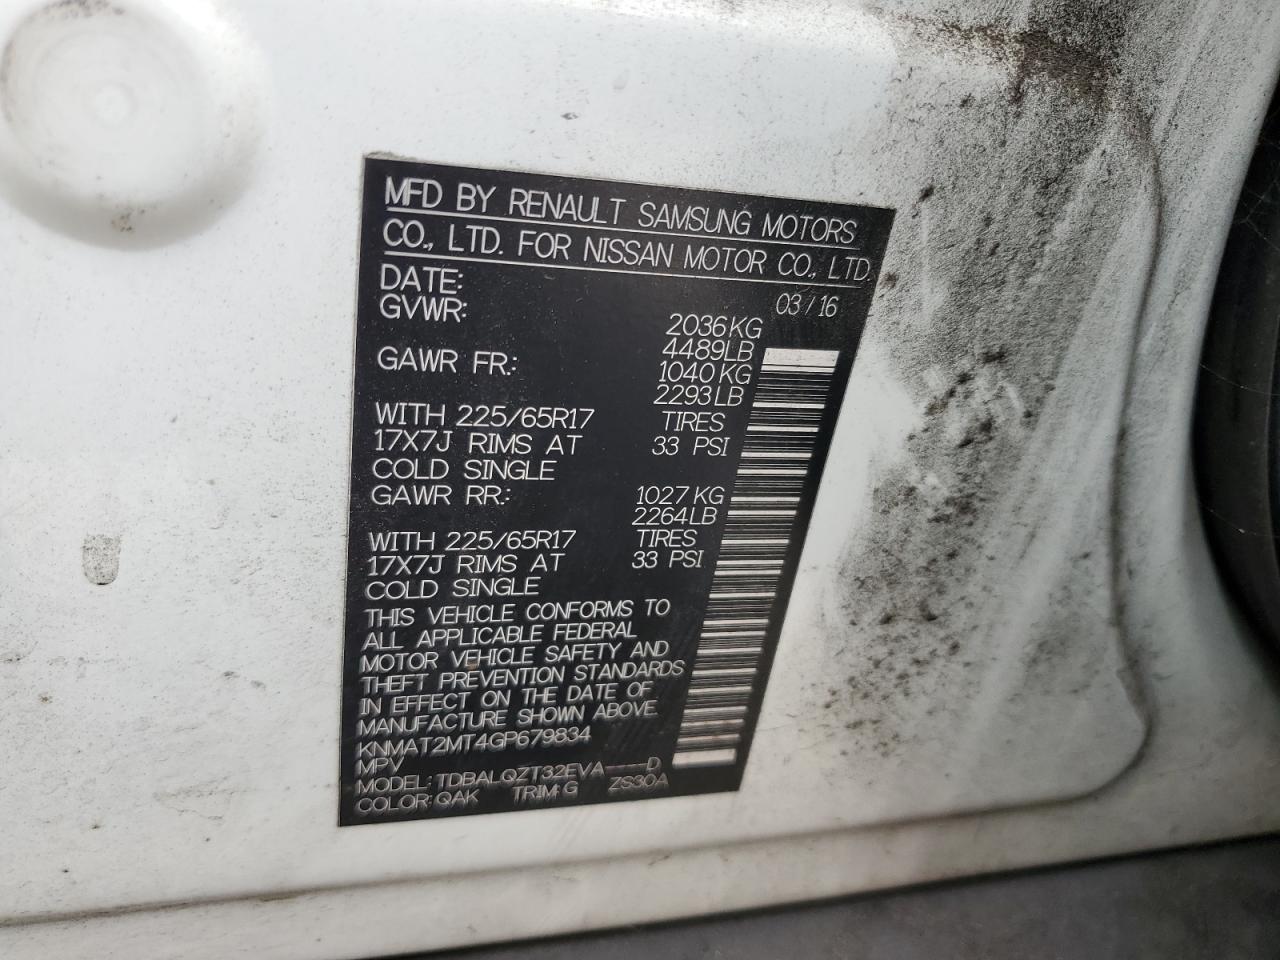 MFD BY RENAULT SAMSUNG MOTORS
CO., LTD. FOR NISSAN MOTOR CO., LTD.
DATE: 03/16
GVWR: 2036KG
4489LB
GAWR FR.: 1040KG
2293LB
WITH 225/65R17 TIRES
17X7J RIMS AT 33 PSI
COLD SINGLE
GAWR RR.: 1027KG
2264LB
WITH 225/65R17 TIRES
17X7J RIMS AT 33 PSI
COLD SINGLE
THIS VEHICLE CONFORMS TO
ALL APPLICABLE FEDERAL
MOTOR VEHICLE SAFETY AND
THEFT PREVENTION STANDARDS
IN EFFECT ON THE DATE OF
MANUFACTURE SHOWN ABOVE.
KNMAT2MT4GP679834
MPV
MODEL: TDBALQZT32EVA----D
COLOR: QAK TRIM: G ZS30A